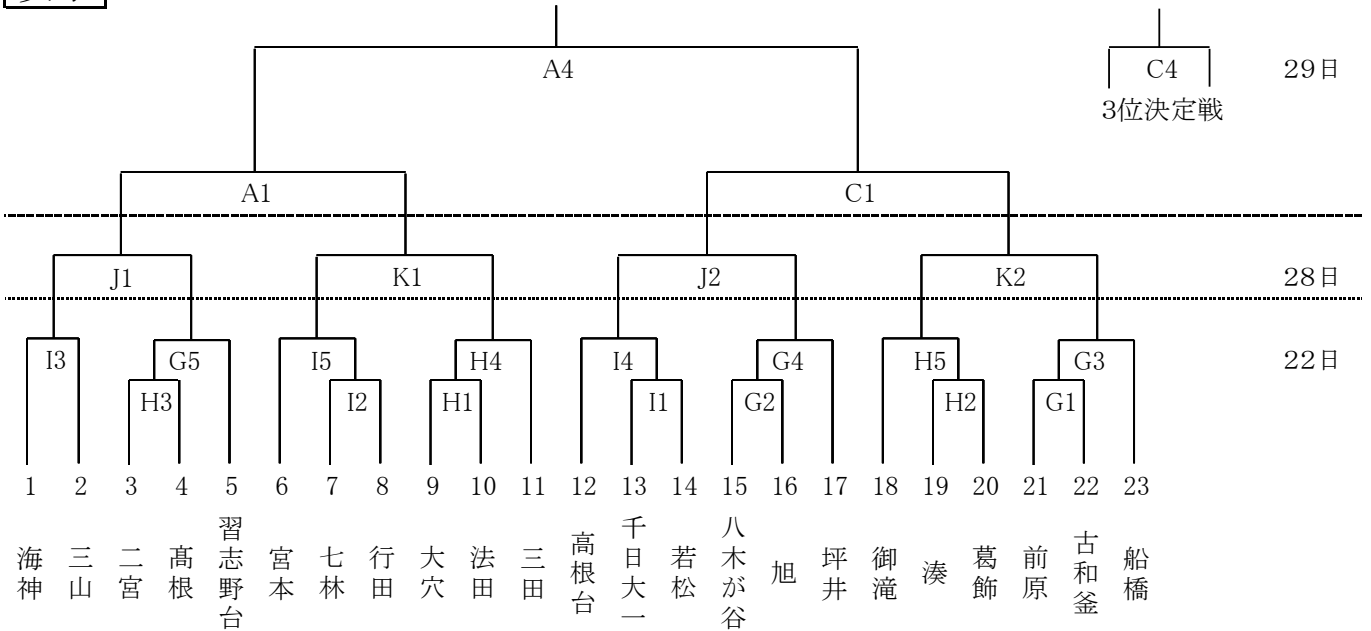 A4
C4
29日
3位決定戦
A1
C1
J1
K1
J2
K2
28日
I3
G5
I5
H4
I4
G4
H5
G3
22日
H3
I2
H1
I1
G2
H2
G1
1 2 3 4 5 6 7 8 9 10 11 12 13 14 15 16 17 18 19 20 21 22 23
海神
三山
二宮
髙根
習志野台
宮本
七林
行田
大穴
法田
三田
高根台
千日大一
若松
八木が谷
旭
坪井
御滝
湊
葛飾
前原
古和釜
船橋